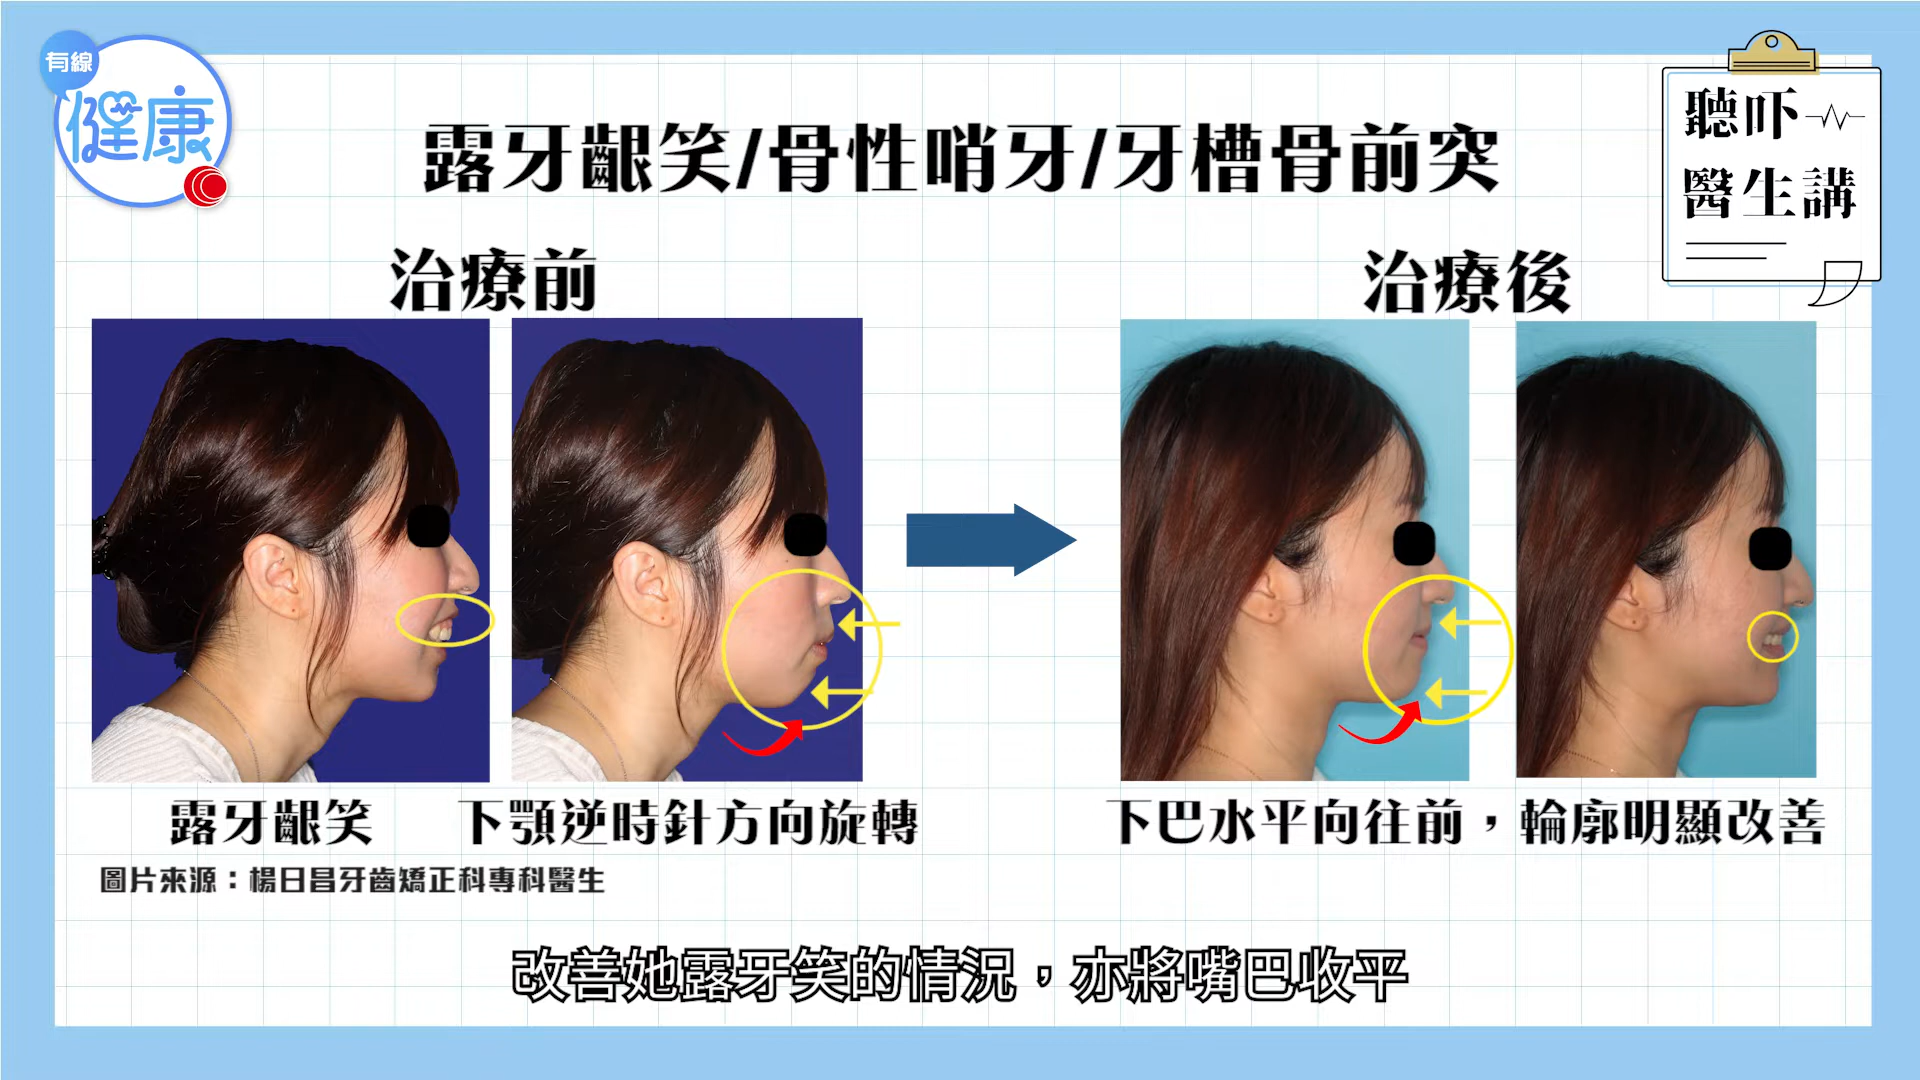 有線
健康
聽吓
醫生講
露牙齦笑/骨性哨牙/牙槽骨前突
治療前
治療後
露牙齦笑
下顎逆時針方向旋轉
下巴水平向往前，輪廓明顯改善
圖片來源：楊日昌牙齒矯正科專科醫生
改善她露牙笑的情況，亦將嘴巴收平